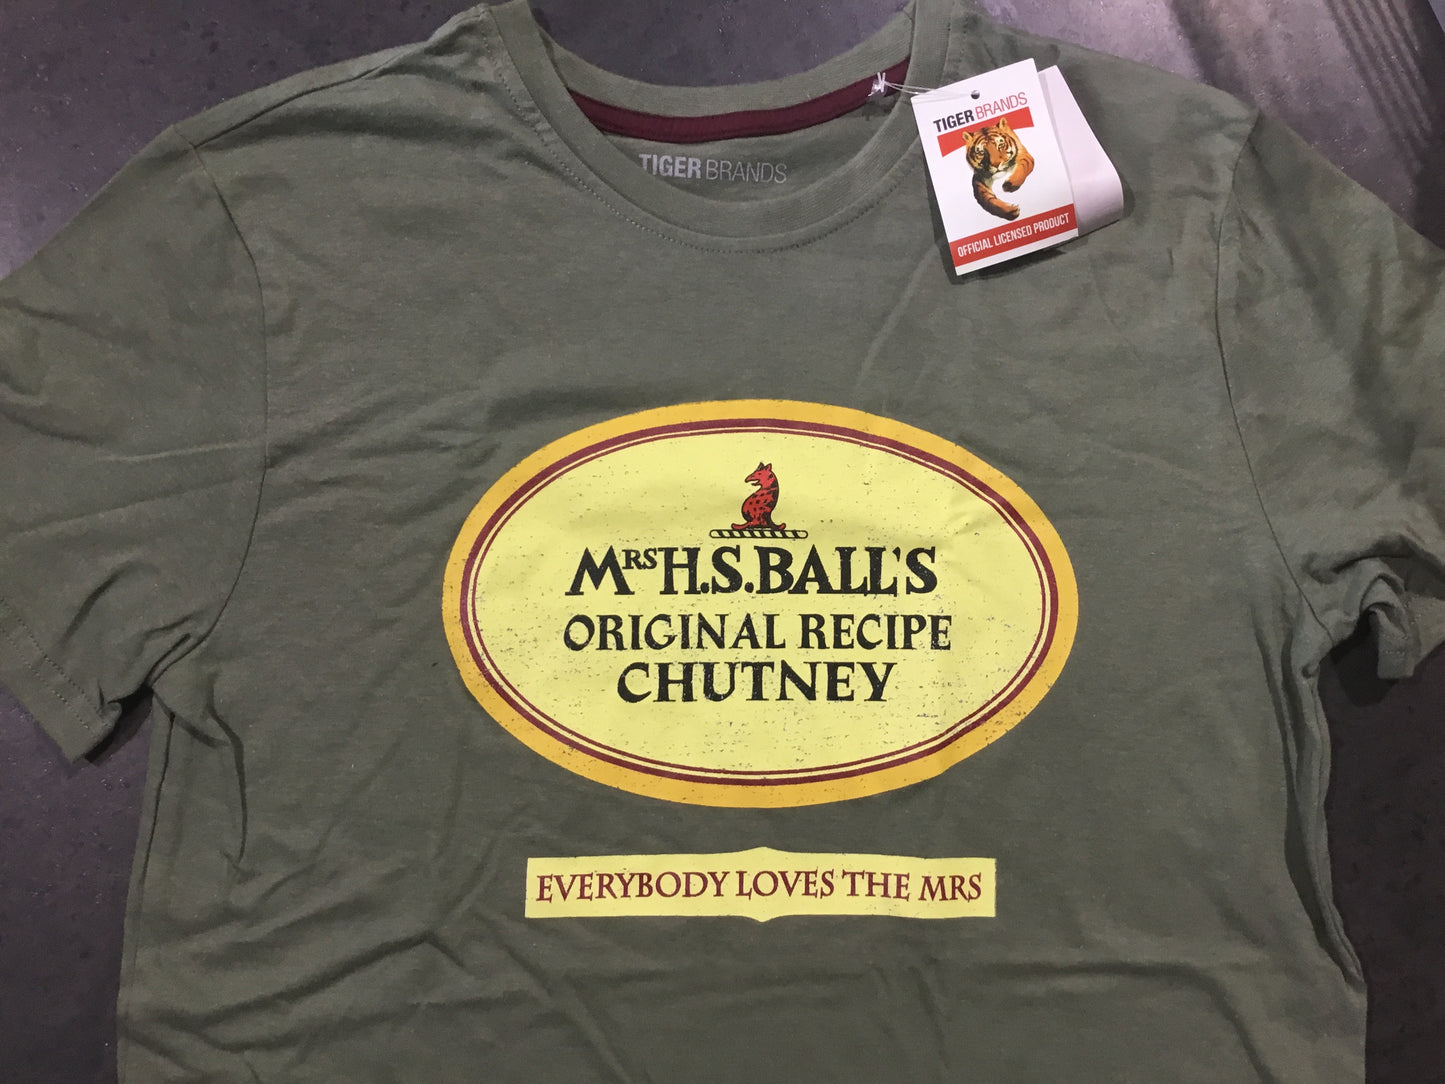 TIGER BRANDS
TIGER BRANDS
OFFICIAL LICENSED PRODUCT
MRS H.S. BALL'S
ORIGINAL RECIPE
CHUTNEY
EVERYBODY LOVES THE MRS